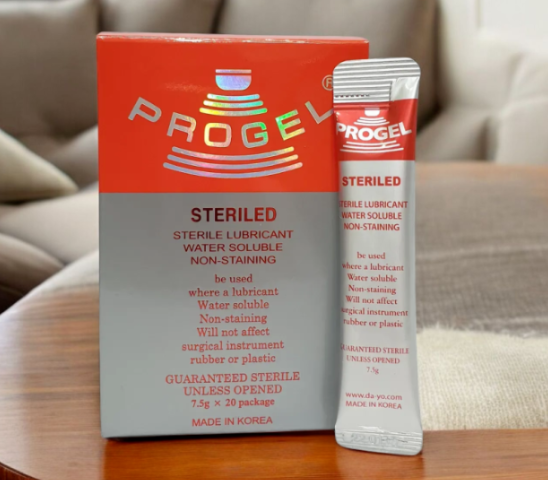 PROGEL®
STERILED
STERILE LUBRICANT
WATER SOLUBLE
NON-STAINING
be used
where a lubricant
Water soluble
Non-staining
Will not affect
surgical instrument
rubber or plastic
GUARANTEED STERILE
UNLESS OPENED
7.5g × 20 package
MADE IN KOREA
PROGEL
STERILED
STERILE LUBRICANT
WATER SOLUBLE
NON-STAINING
be used
where a lubricant
Water soluble
Non-staining
Will not affect
surgical instrument
rubber or plastic
GUARANTEED STERILE
UNLESS OPENED
7.5g
www.da-yo.com
MADE IN KOREA